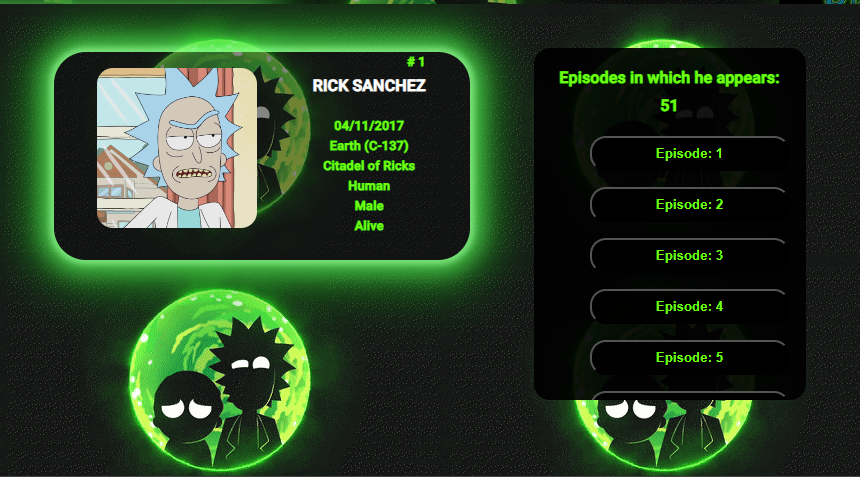 # 1
RICK SANCHEZ
04/11/2017
Earth (C-137)
Citadel of Ricks
Human
Male
Alive
Episodes in which he appears:
51
Episode: 1
Episode: 2
Episode: 3
Episode: 4
Episode: 5